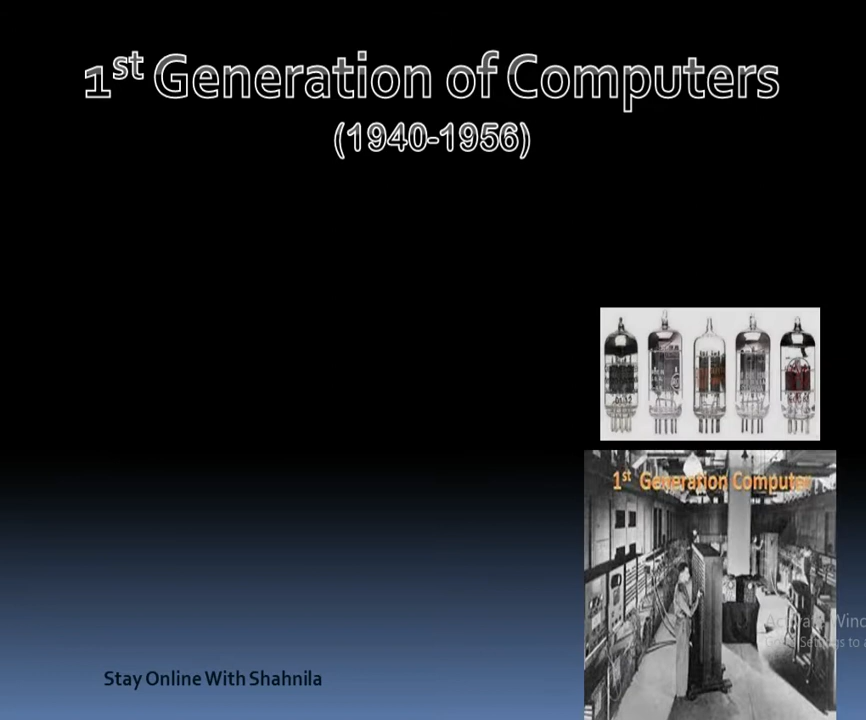 1st Generation of Computers
(1940-1956)
1st Generation Computer
Stay Online With Shahnila